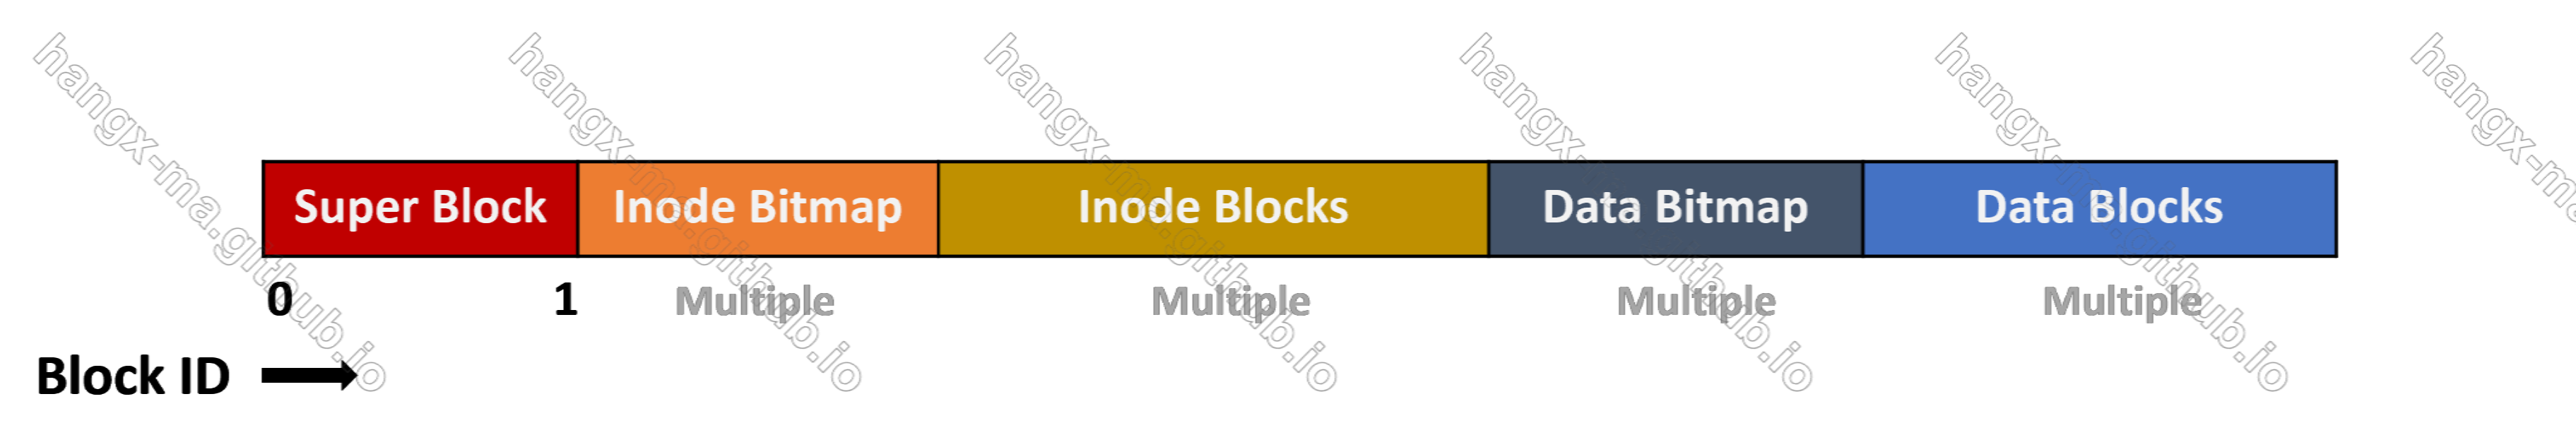 hangx-ma.github.io hangx-ma.github.io hangx-ma.github.io hangx-ma.github.io hangx-ma.github.io hangx-ma
Super Block Inode Bitmap Inode Blocks Data Bitmap Data Blocks
0 1 Multiple Multiple Multiple Multiple
Block ID